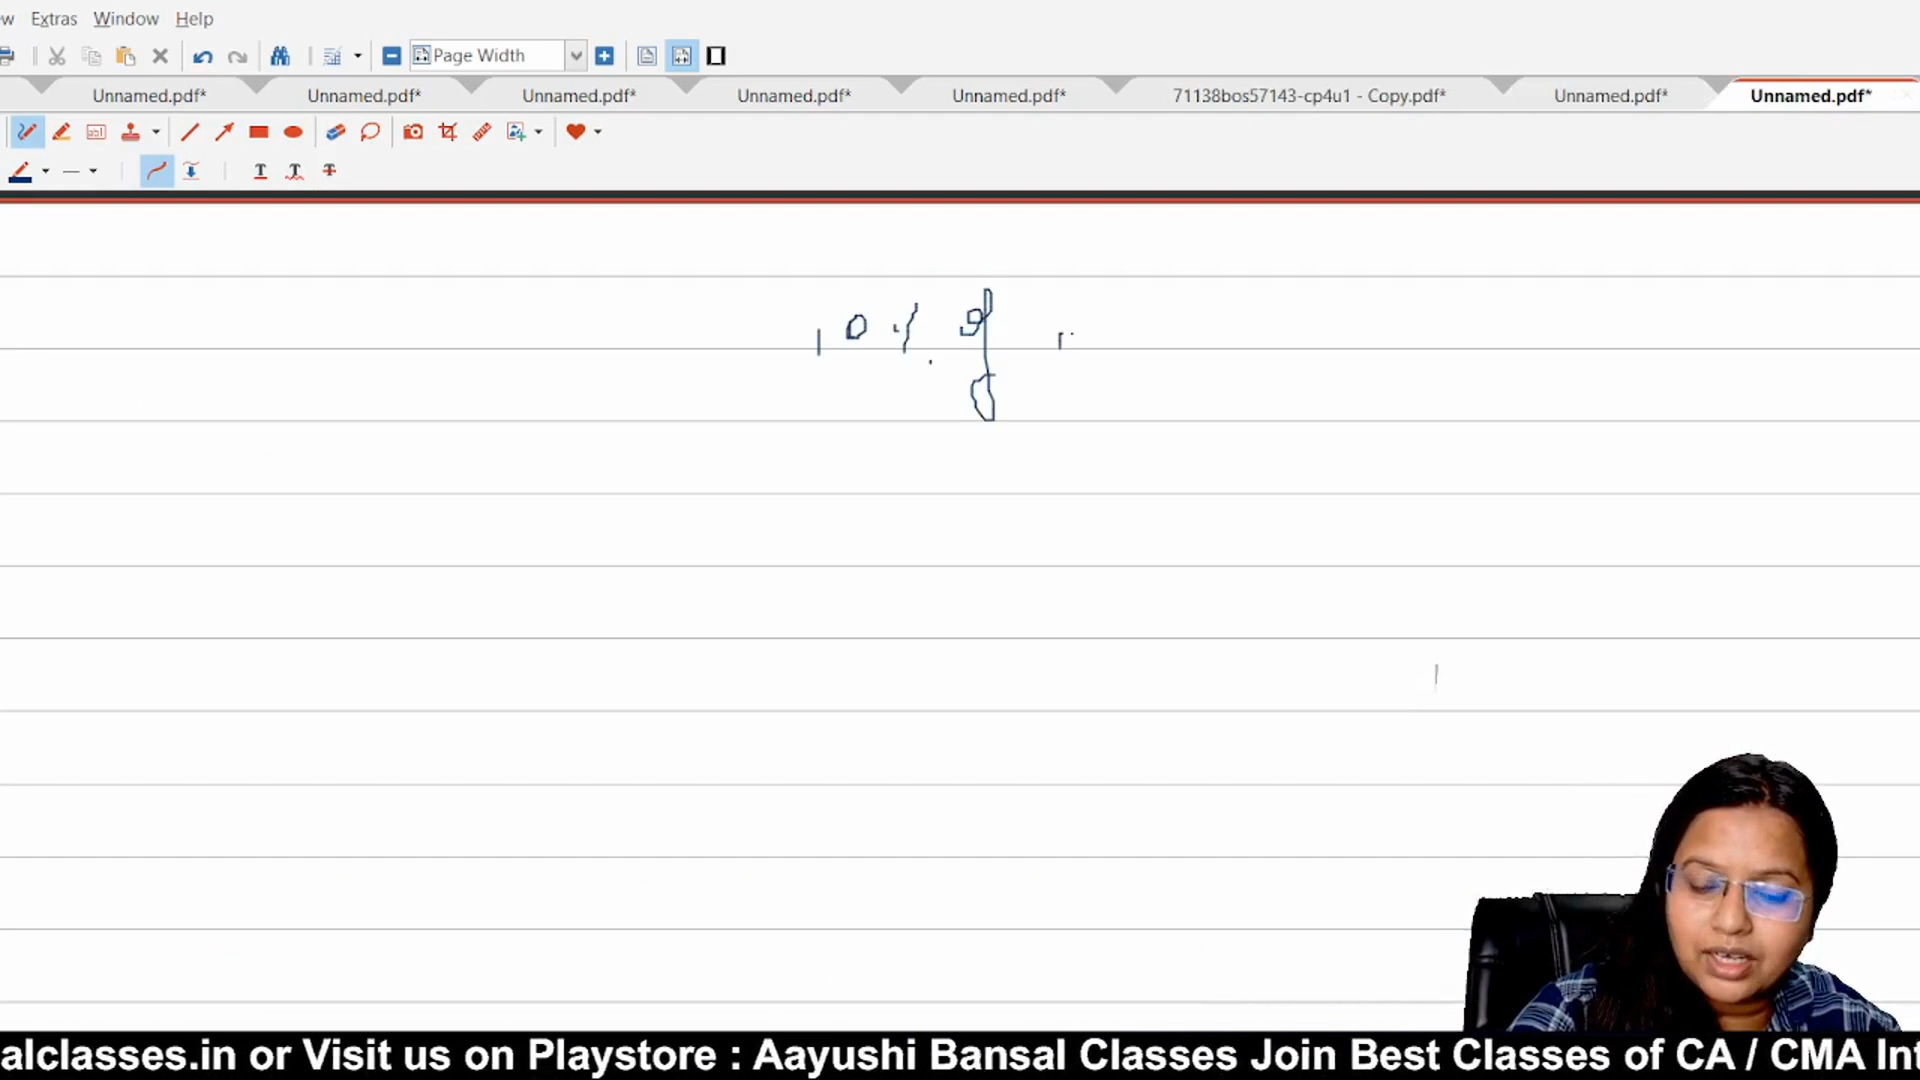 Extras Window Help
Page Width
Unnamed.pdf* Unnamed.pdf* Unnamed.pdf* Unnamed.pdf* Unnamed.pdf* 71138bos57143-cp4u1 - Copy.pdf* Unnamed.pdf* Unnamed.pdf*
10 % of
alclasses.in or Visit us on Playstore : Aayushi Bansal Classes Join Best Classes of CA / CMA Int